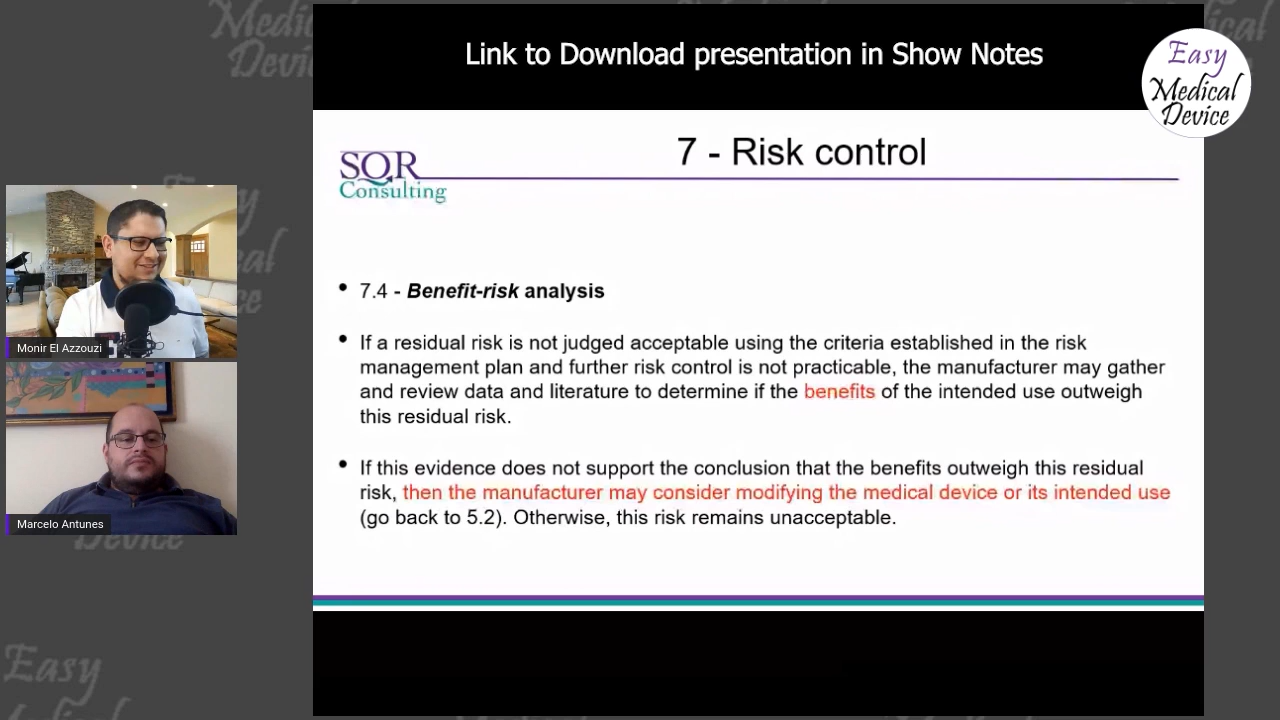 Link to Download presentation in Show Notes
Easy
Medical
Device
SQR
Consulting
7 - Risk control
• 7.4 - Benefit-risk analysis
• If a residual risk is not judged acceptable using the criteria established in the risk
management plan and further risk control is not practicable, the manufacturer may gather
and review data and literature to determine if the benefits of the intended use outweigh
this residual risk.
• If this evidence does not support the conclusion that the benefits outweigh this residual
risk, then the manufacturer may consider modifying the medical device or its intended use
(go back to 5.2). Otherwise, this risk remains unacceptable.
Monir El Azzouzi
Marcelo Antunes
Easy
Medical
Device